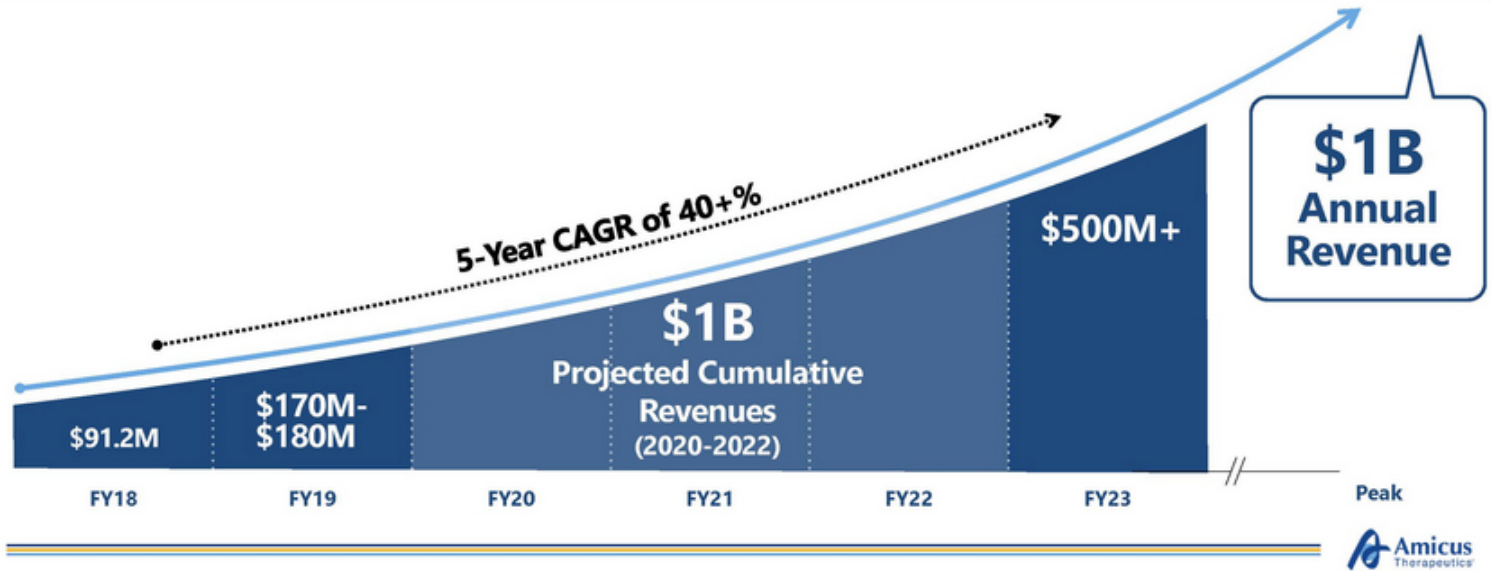 5-Year CAGR of 40+%
$1B
Annual
Revenue
$500M+
$1B
Projected Cumulative
Revenues
(2020-2022)
$170M-
$180M
$91.2M
FY18
FY19
FY20
FY21
FY22
FY23
Peak
Amicus
Therapeutics